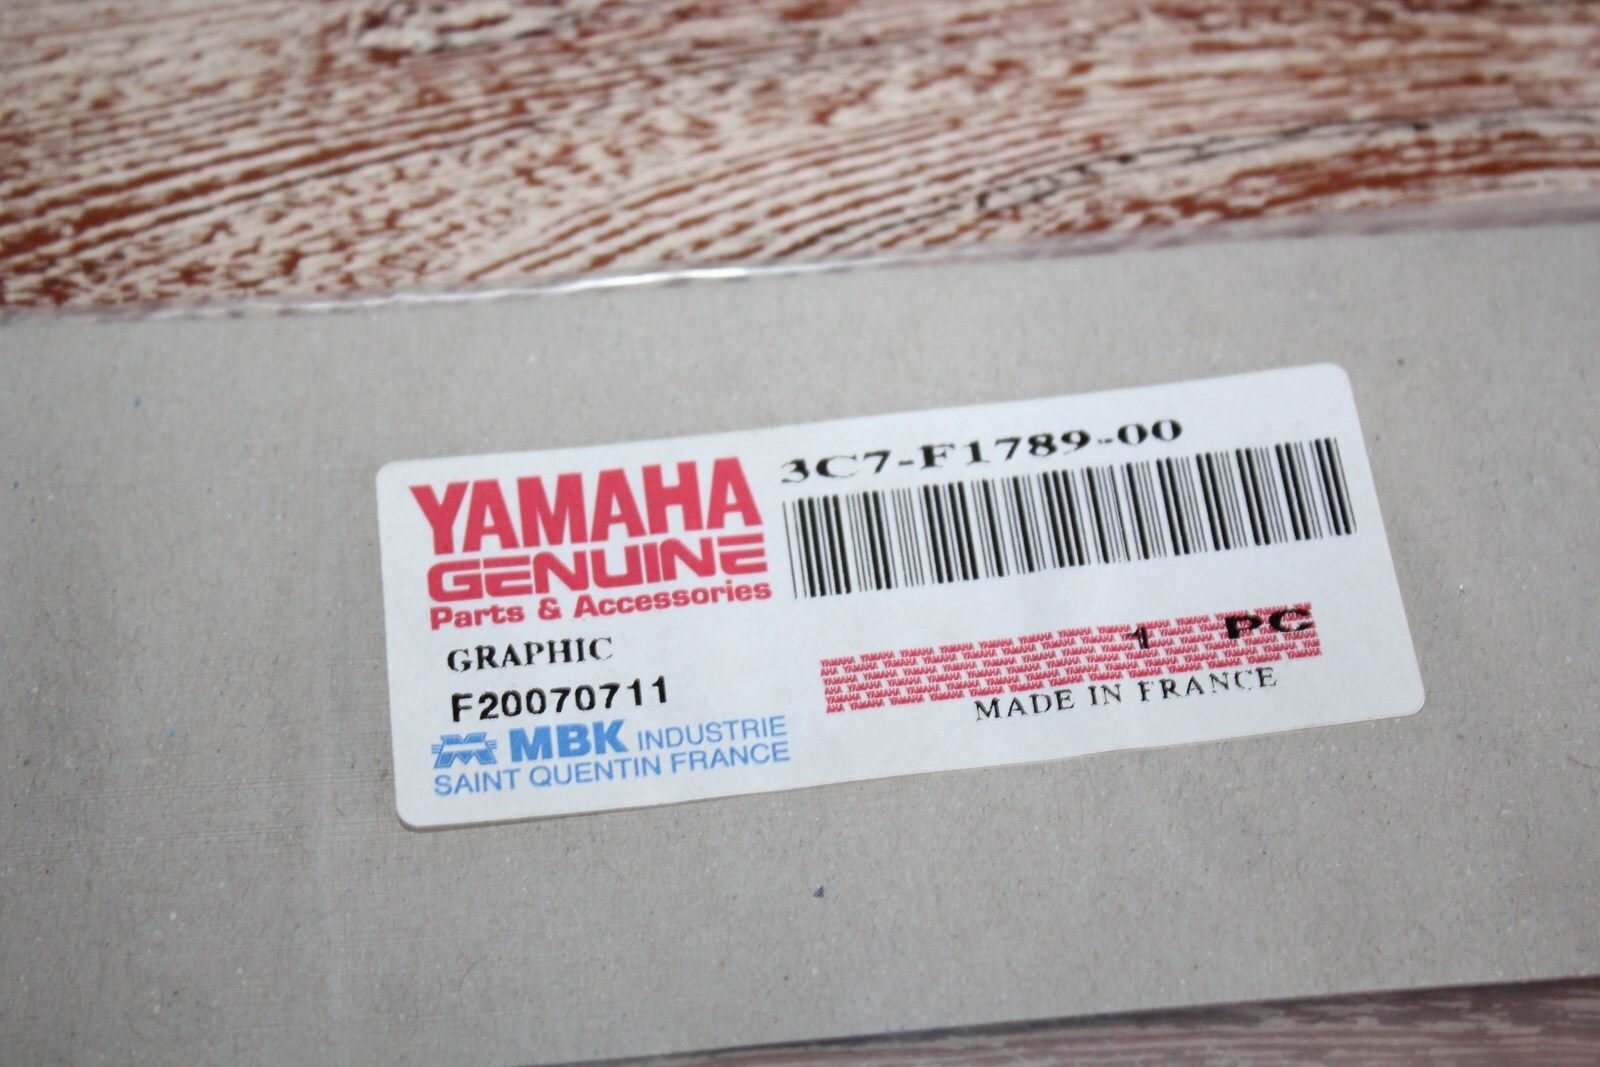 YAMAHA
GENUINE
Parts & Accessories
GRAPHIC
F20070711
MBK INDUSTRIE
SAINT QUENTIN FRANCE
3C7-F1789-00
1 PC
MADE IN FRANCE